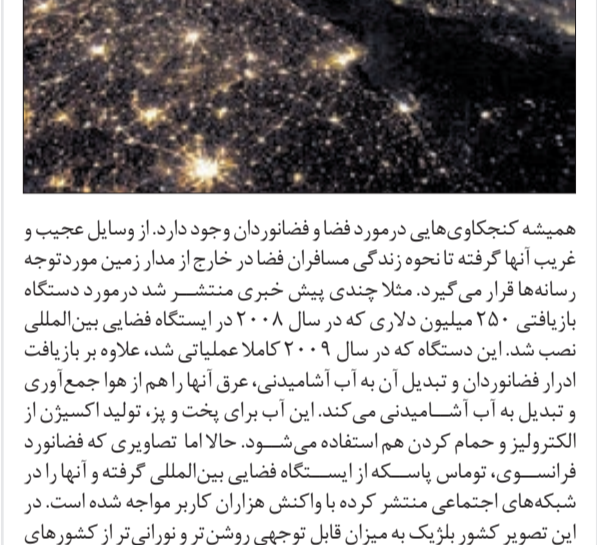 همیشه کنجکاوی‌هایی درمورد فضا و فضانوردان وجود دارد. از وسایل عجیب و
غریب آنها گرفته تا نحوه زندگی مسافران فضا در خارج از مدار زمین موردتوجه
رسانه‌ها قرار می‌گیرد. مثلا چندی پیش خبری منتشر شد درمورد دستگاه
بازیافتی ۲۵۰ میلیون دلاری که در سال ۲۰۰۸ در ایستگاه فضایی بین‌المللی
نصب شد. این دستگاه که در سال ۲۰۰۹ کاملا عملیاتی شد، علاوه بر بازیافت
ادرار فضانوردان و تبدیل آن به آب آشامیدنی، عرق آنها را هم از هوا جمع‌آوری
و تبدیل به آب آشامیدنی می‌کند. این آب برای پخت و پز، تولید اکسیژن از
الکترولیز و حمام کردن هم استفاده می‌شود. حالا اما تصاویری که فضانورد
فرانسوی، توماس پاسکه از ایستگاه فضایی بین‌المللی گرفته و آنها را در
شبکه‌های اجتماعی منتشر کرده با واکنش هزاران کاربر مواجه شده است. در
این تصویر کشور بلژیک به میزان قابل توجهی روشن‌تر و نورانی‌تر از کشورهای